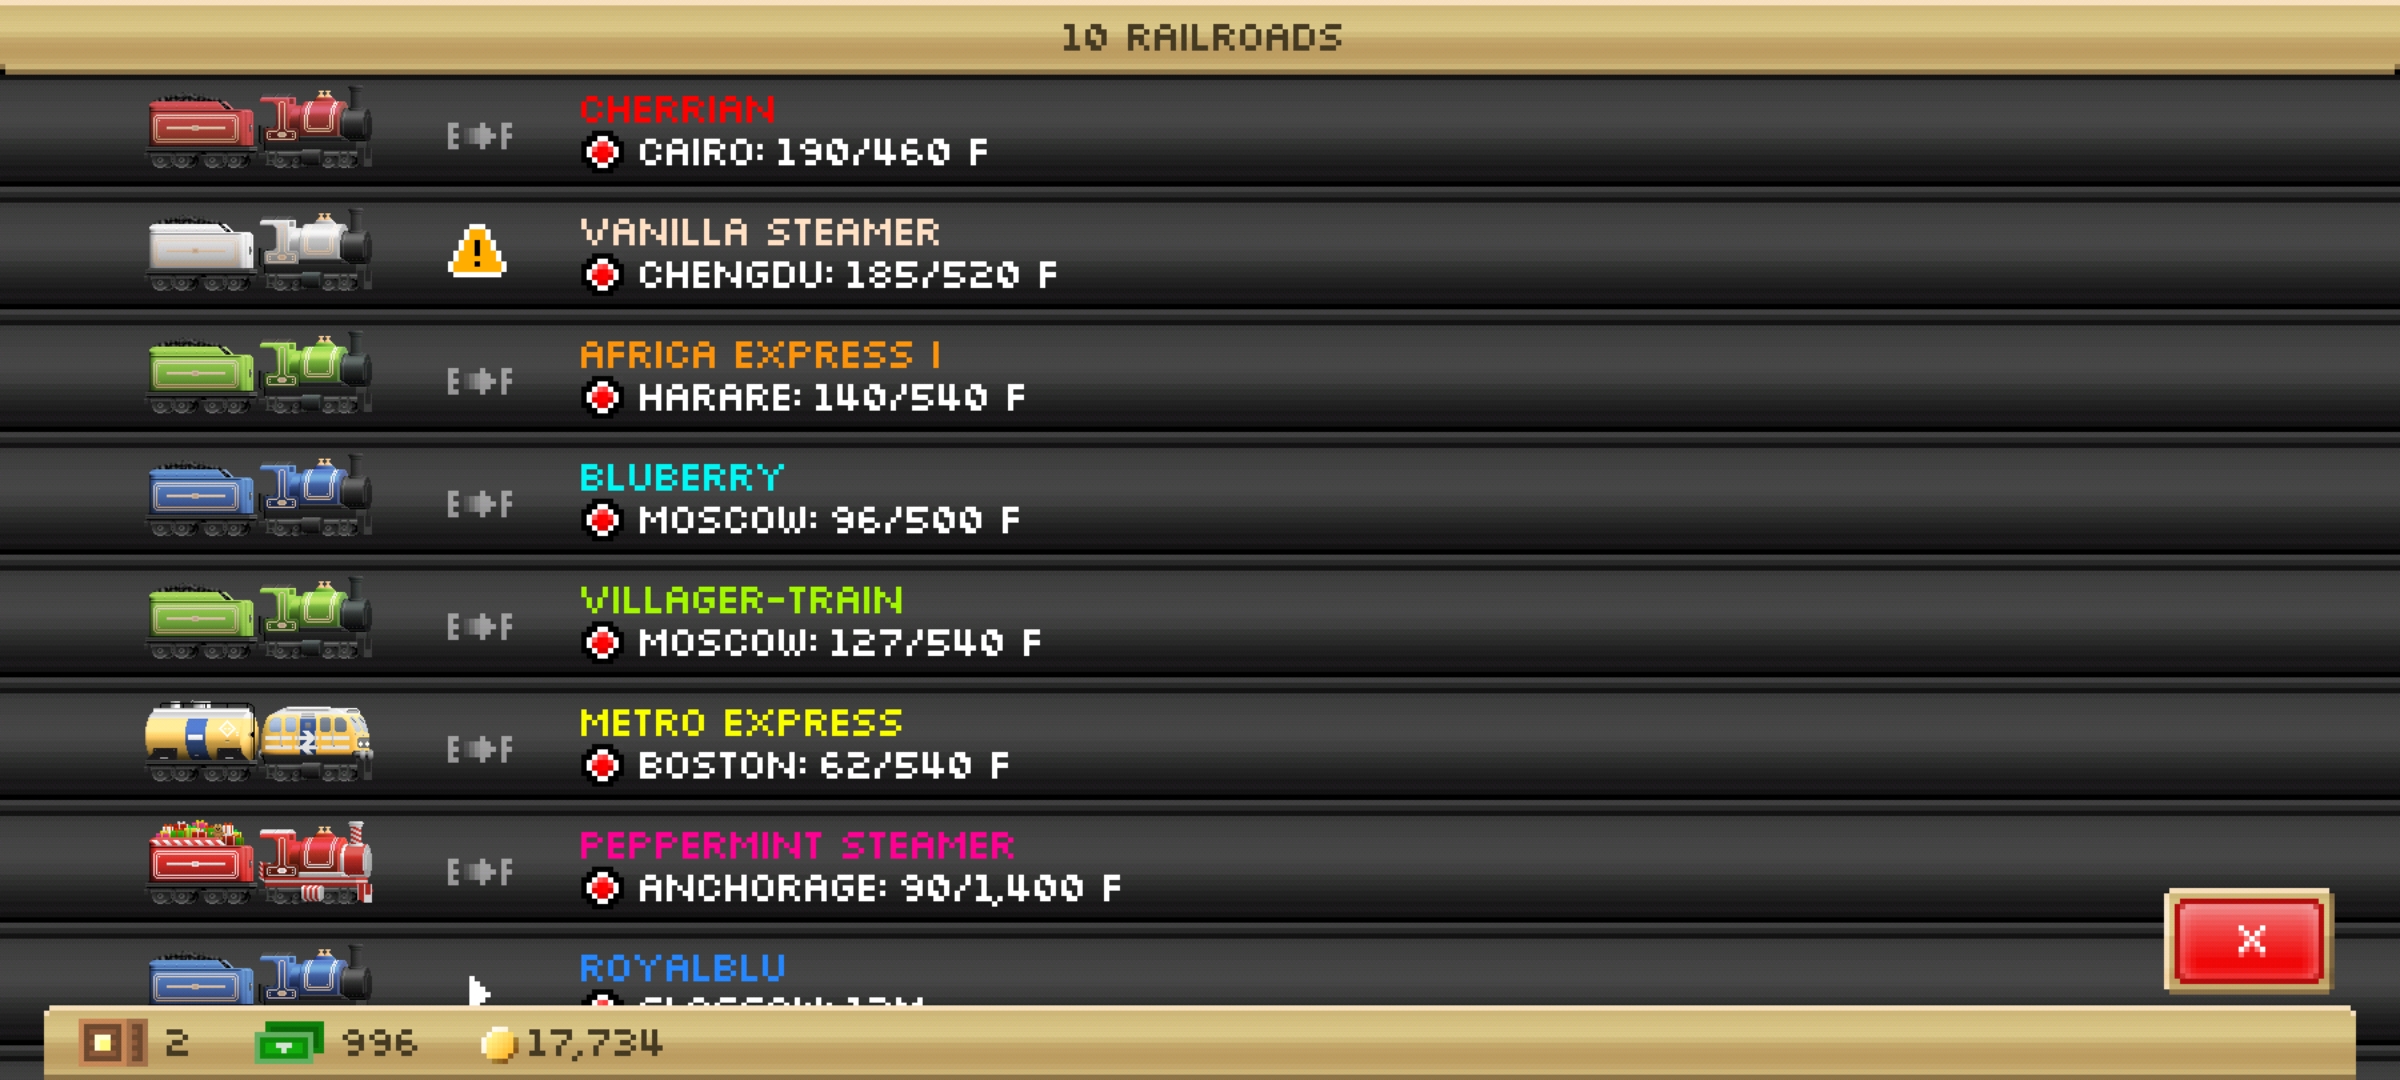 10 RAILROADS
CHERRIAN
E F CAIRO: 190/460 F
VANILLA STEAMER
! CHENGDU: 185/520 F
AFRICA EXPRESS I
E F HARARE: 140/540 F
BLUBERRY
E F MOSCOW: 96/500 F
VILLAGER-TRAIN
E F MOSCOW: 127/540 F
METRO EXPRESS
E F BOSTON: 62/540 F
PEPPERMINT STEAMER
E F ANCHORAGE: 90/1,400 F
X
ROYALBLU
2 996 17,734